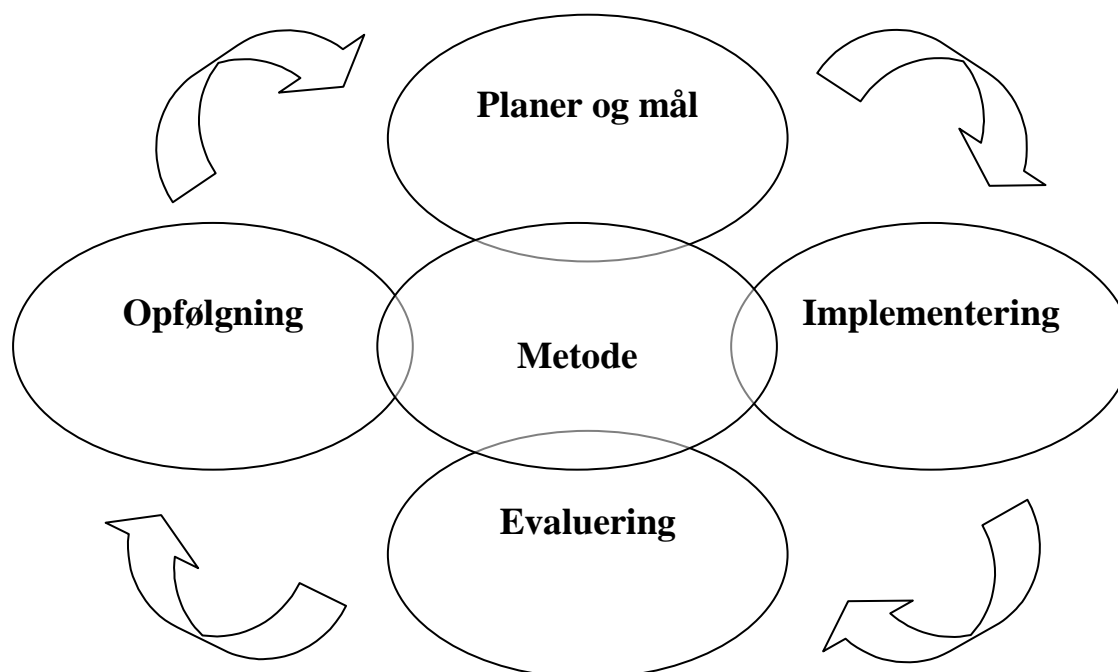 Planer og mål
Opfølgning
Implementering
Metode
Evaluering